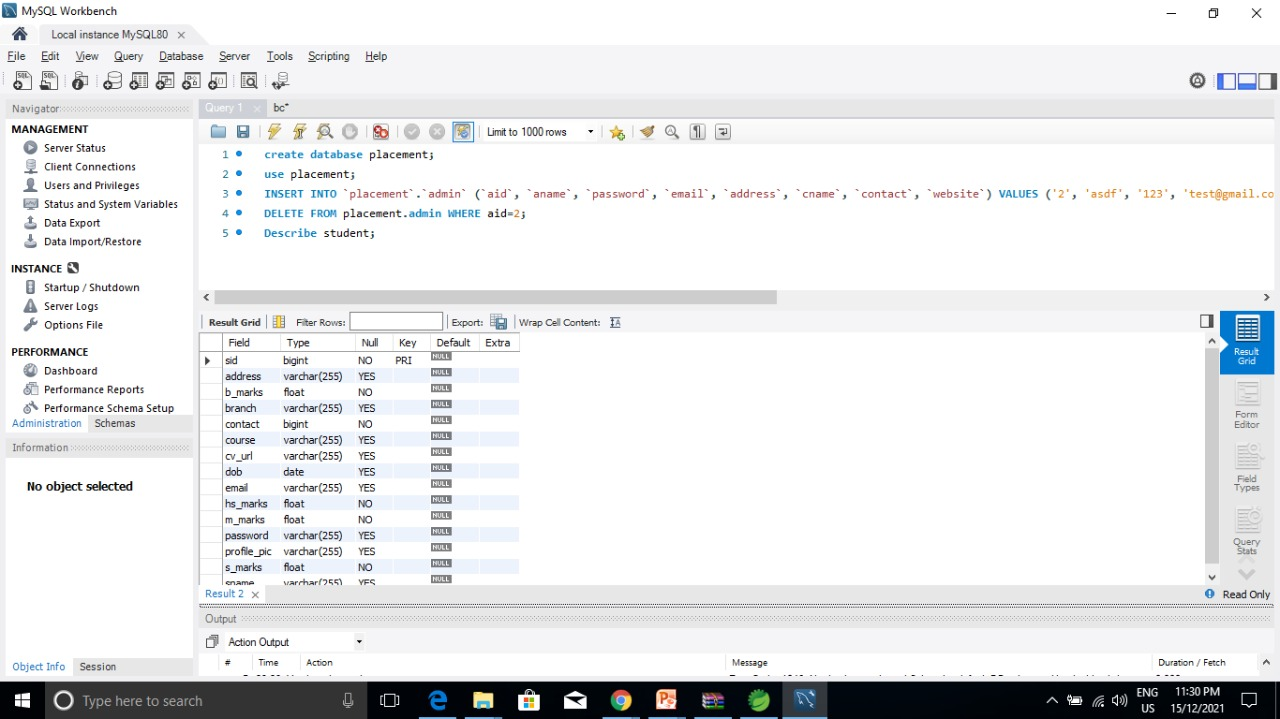 MySQL Workbench
Local instance MySQL80
File Edit View Query Database Server Tools Scripting Help
Navigator
MANAGEMENT
Server Status
Client Connections
Users and Privileges
Status and System Variables
Data Export
Data Import/Restore
INSTANCE
Startup / Shutdown
Server Logs
Options File
PERFORMANCE
Dashboard
Performance Reports
Performance Schema Setup
Administration Schemas
Information
No object selected
Object Info Session
Query 1 bc*
Limit to 1000 rows
1 create database placement;
2 use placement;
3 INSERT INTO `placement`.`admin` (`aid`, `aname`, `password`, `email`, `address`, `cname`, `contact`, `website`) VALUES ('2', 'asdf', '123', 'test@gmail.co
4 DELETE FROM placement.admin WHERE aid=2;
5 Describe student;
Result Grid Filter Rows: Export: Wrap Cell Content:
Field Type Null Key Default Extra
sid bigint NO PRI NULL
address varchar(255) YES NULL
b_marks float NO NULL
branch varchar(255) YES NULL
contact bigint NO NULL
course varchar(255) YES NULL
cv_url varchar(255) YES NULL
dob date YES NULL
email varchar(255) YES NULL
hs_marks float NO NULL
m_marks float NO NULL
password varchar(255) YES NULL
profile_pic varchar(255) YES NULL
s_marks float NO NULL
sname varchar(255) YES NULL
Result Grid
Form Editor
Field Types
Query Stats
Result 2
Read Only
Output
Action Output
# Time Action Message Duration / Fetch
Type here to search
ENG US
11:30 PM
15/12/2021